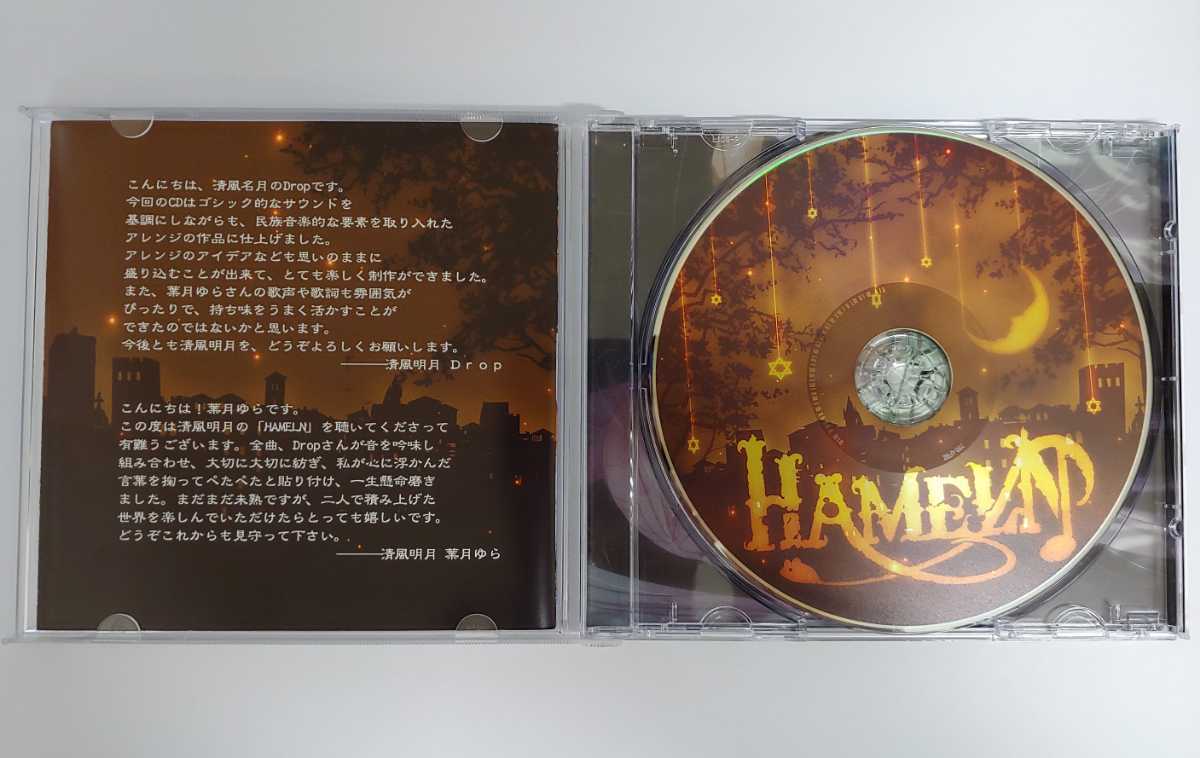 こんにちは、清風名月のDropです。
今回のCDはゴシック的なサウンドを
基調にしながらも、民族音楽的な要素を取り入れた
アレンジの作品に仕上げました。
アレンジのアイデアなども思いのままに
盛り込むことが出来て、とても楽しく制作ができました。
また、葉月ゆらさんの歌声や歌詞も雰囲気が
ぴったりで、持ち味をうまく活かすことが
できたのではないかと思います。
今後とも清風明月を、どうぞよろしくお願いします。
――――清風明月 Drop
こんにちは！葉月ゆらです。
この度は清風明月の「HAMELN」を聴いてくださって
有難うございます。全曲、Dropさんが音を吟味し
組み合わせ、大切に大切に紡ぎ、私が心に浮かんだ
言葉を掬ってぺたぺたと貼り付け、一生懸命磨き
ました。まだまだ未熟ですが、二人で積み上げた
世界を楽しんでいただけたらとっても嬉しいです。
どうぞこれからも見守って下さい。
――――清風明月 葉月ゆら
HAMELN